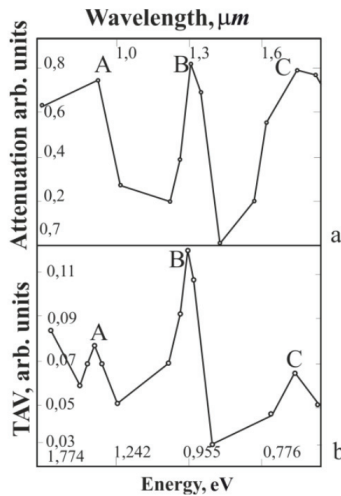 Wavelength, μm
1,0 1,3 1,6
Attenuation arb. units
0,8
0,6
0,4
0,2
0,7
A
B
C
a
TAV, arb. units
0,11
0,09
0,07
0,05
0,03
A
B
C
b
1,774 1,242 0,955 0,776
Energy, eV